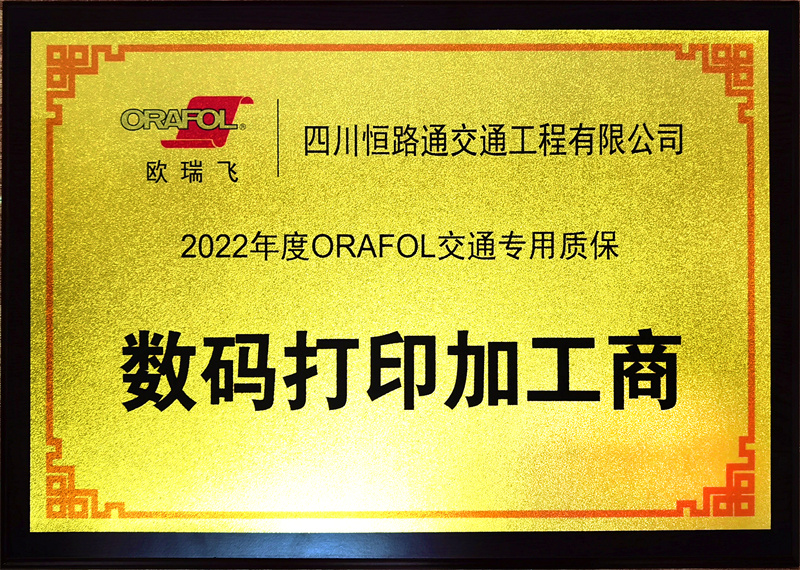 ORAFOL®
欧瑞飞
四川恒路通交通工程有限公司
2022年度ORAFOL交通专用质保
数码打印加工商